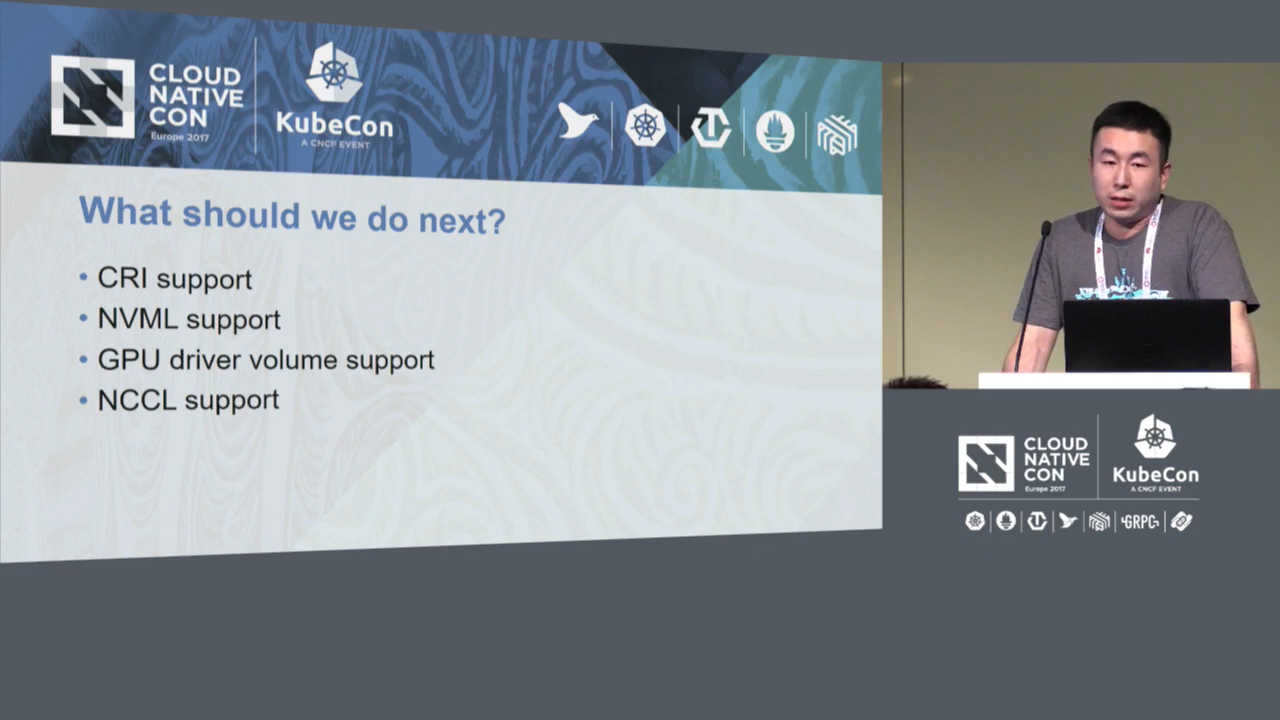 CLOUD
NATIVE
CON
Europe 2017
KubeCon
A CNCF EVENT
What should we do next?
• CRI support
• NVML support
• GPU driver volume support
• NCCL support
CLOUD
NATIVE
CON
Europe 2017
KubeCon
A CNCF EVENT
GRPC